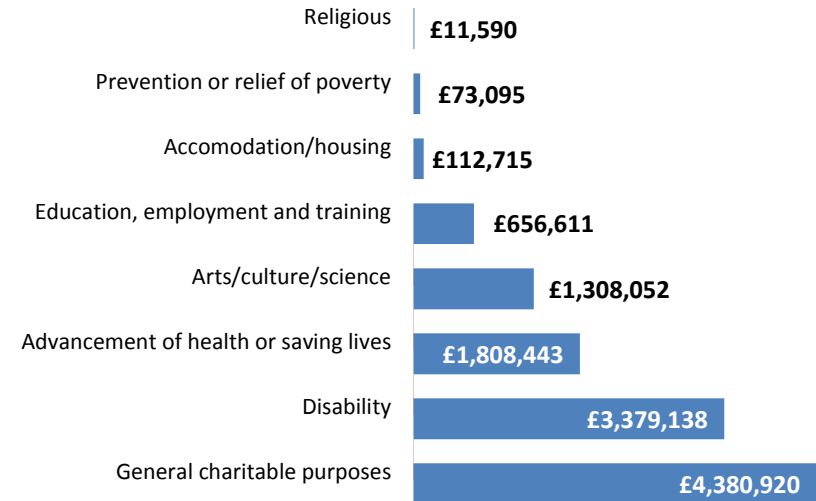 Religious
£11,590
Prevention or relief of poverty
£73,095
Accomodation/housing
£112,715
Education, employment and training
£656,611
Arts/culture/science
£1,308,052
Advancement of health or saving lives
£1,808,443
Disability
£3,379,138
General charitable purposes
£4,380,920